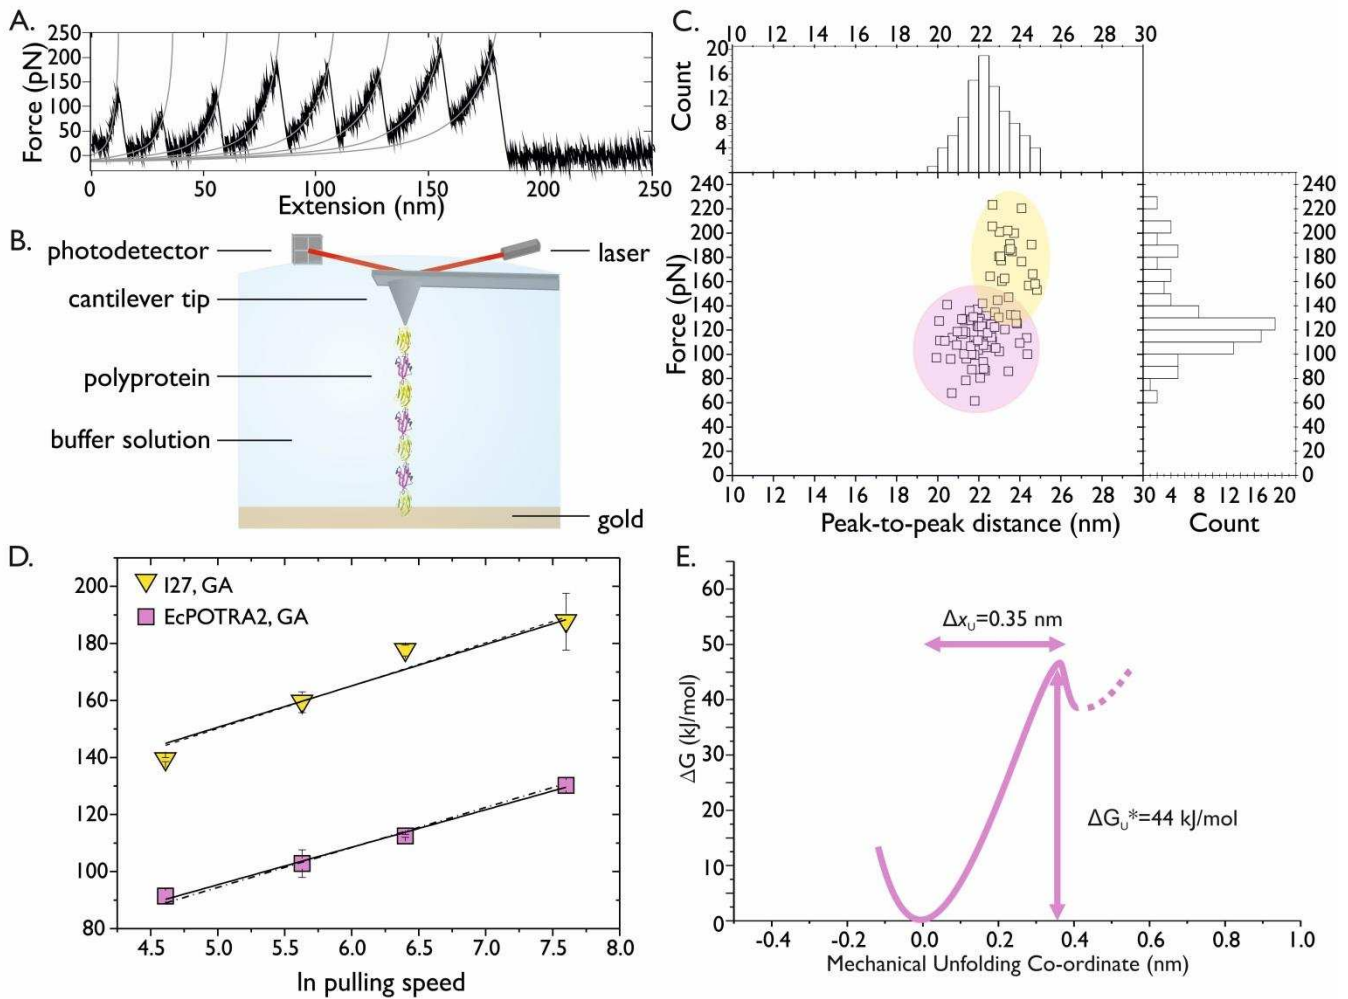 A.
Force (pN)
250
200
150
100
50
0
0 50 100 150 200 250
Extension (nm)
B.
photodetector
laser
cantilever tip
polyprotein
buffer solution
gold
C.
10 12 14 16 18 20 22 24 26 28 30
Count
20
16
12
8
4
Force (pN)
240
220
200
180
160
140
120
100
80
60
40
20
0
240
220
200
180
160
140
120
100
80
60
40
20
0
10 12 14 16 18 20 22 24 26 28 30
4 8 12 16 20
Peak-to-peak distance (nm)
Count
D.
I27, GA
EcPOTRA2, GA
200
180
160
140
120
100
80
4.5 5.0 5.5 6.0 6.5 7.0 7.5 8.0
ln pulling speed
E.
ΔG (kJ/mol)
60
50
40
30
20
10
0
Δxᵤ=0.35 nm
ΔGᵤ*=44 kJ/mol
-0.4 -0.2 0.0 0.2 0.4 0.6 0.8 1.0
Mechanical Unfolding Co-ordinate (nm)